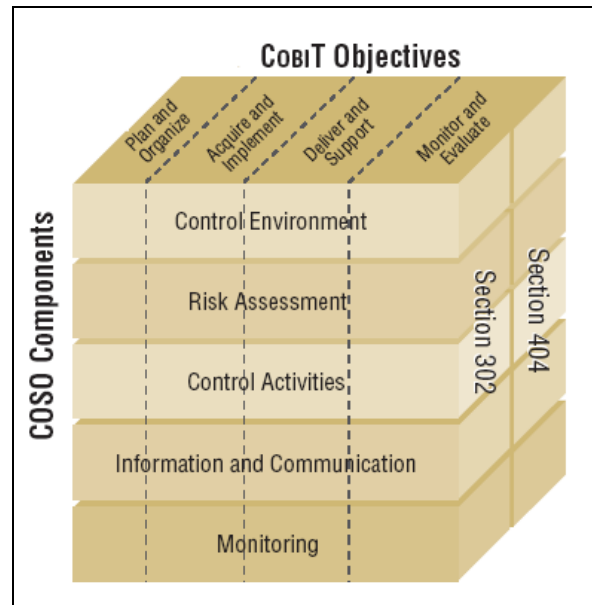 COBIT Objectives
Plan and
Organize
Acquire and
Implement
Deliver and
Support
Monitor and
Evaluate
COSO Components
Control Environment
Risk Assessment
Control Activities
Information and Communication
Monitoring
Section 302
Section 404